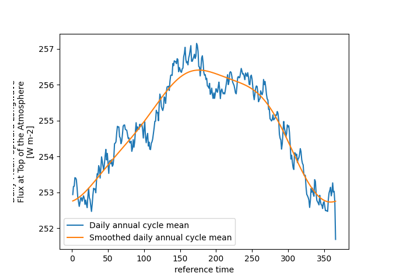 Flux at Top of the Atmosphere
[W m-2]
257
256
255
254
253
252
0 50 100 150 200 250 300 350
reference time
Daily annual cycle mean
Smoothed daily annual cycle mean